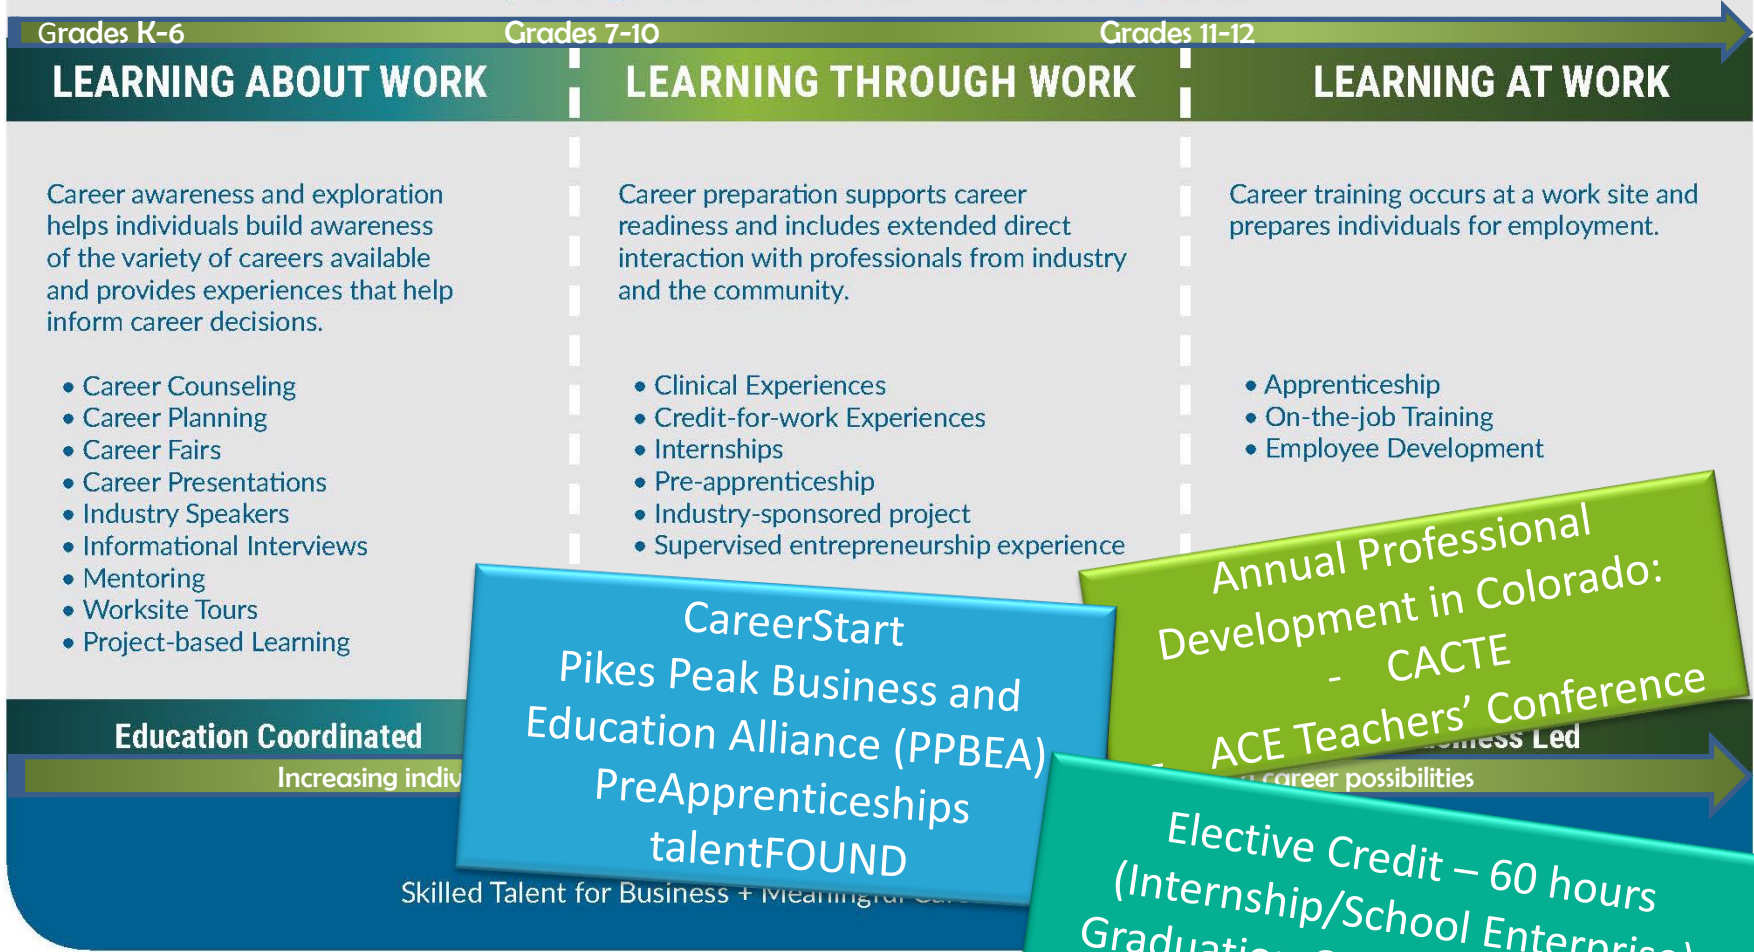 Grades K-6
Grades 7-10
Grades 11-12
LEARNING ABOUT WORK
LEARNING THROUGH WORK
LEARNING AT WORK
Career awareness and exploration
helps individuals build awareness
of the variety of careers available
and provides experiences that help
inform career decisions.
• Career Counseling
• Career Planning
• Career Fairs
• Career Presentations
• Industry Speakers
• Informational Interviews
• Mentoring
• Worksite Tours
• Project-based Learning
Career preparation supports career
readiness and includes extended direct
interaction with professionals from industry
and the community.
• Clinical Experiences
• Credit-for-work Experiences
• Internships
• Pre-apprenticeship
• Industry-sponsored project
• Supervised entrepreneurship experience
Career training occurs at a work site and
prepares individuals for employment.
• Apprenticeship
• On-the-job Training
• Employee Development
Annual Professional
Development in Colorado:
- CACTE
- ACE Teachers' Conference
CareerStart
Pikes Peak Business and
Education Alliance (PPBEA)
PreApprenticeships
talentFOUND
Education Coordinated
Led
Increasing
career possibilities
Elective Credit – 60 hours
(Internship/School Enterprise)
Skilled Talent for Business +